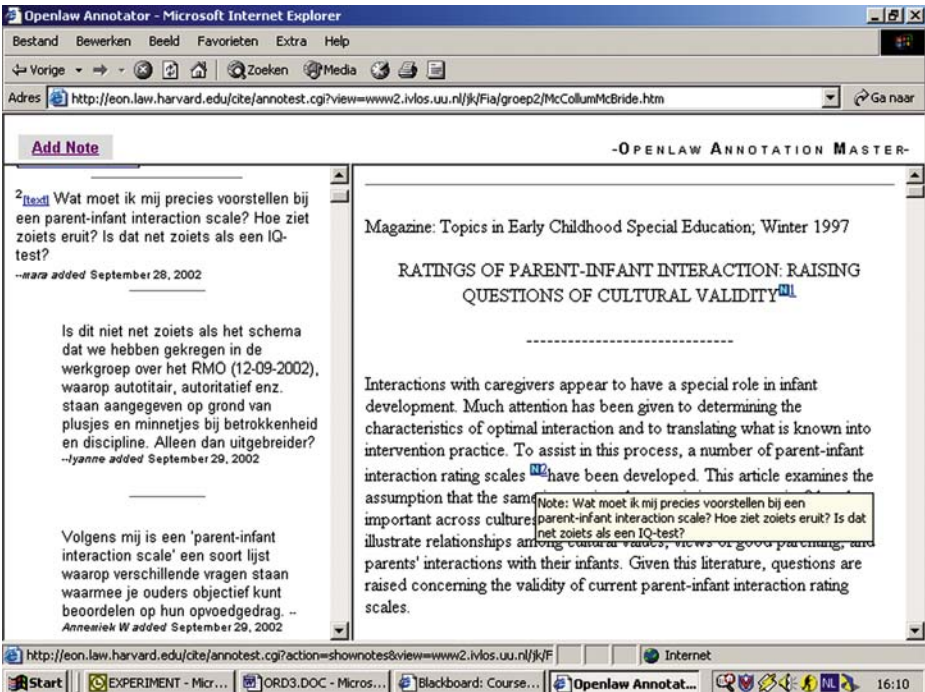 Openlaw Annotator - Microsoft Internet Explorer
Bestand Bewerken Beeld Favorieten Extra Help
Vorige Zoeken Media
Adres http://eon.law.harvard.edu/cite/annotest.cgi?view=www2.ivlos.uu.nl/jk/Fia/groep2/McCollumMcBride.htm Ga naar
Add Note
-OPENLAW ANNOTATION MASTER-
2[text] Wat moet ik mij precies voorstellen bij
een parent-infant interaction scale? Hoe ziet
zoiets eruit? Is dat net zoiets als een IQ-
test?
--mara added September 28, 2002
Is dit niet net zoiets als het schema
dat we hebben gekregen in de
werkgroep over het RMO (12-09-2002),
waarop autotitair, autoritatief enz.
staan aangegeven op grond van
plusjes en minnetjes bij betrokkenheid
en discipline. Alleen dan uitgebreider?
--lyanne added September 29, 2002
Volgens mij is een 'parent-infant
interaction scale' een soort lijst
waarop verschillende vragen staan
waarmee je ouders objectief kunt
beoordelen op hun opvoedgedrag. --
Annemiek W added September 29, 2002
Magazine: Topics in Early Childhood Special Education; Winter 1997
RATINGS OF PARENT-INFANT INTERACTION: RAISING
QUESTIONS OF CULTURAL VALIDITY N1
------------------------------
Interactions with caregivers appear to have a special role in infant
development. Much attention has been given to determining the
characteristics of optimal interaction and to translating what is known into
intervention practice. To assist in this process, a number of parent-infant
interaction rating scales N2 have been developed. This article examines the
assumption that the same
important across cultures
illustrate relationships among cultural values, views of good parenting, and
parents' interactions with their infants. Given this literature, questions are
raised concerning the validity of current parent-infant interaction rating
scales.
Note: Wat moet ik mij precies voorstellen bij een
parent-infant interaction scale? Hoe ziet zoiets eruit? Is dat
net zoiets als een IQ-test?
http://eon.law.harvard.edu/cite/annotest.cgi?action=shownotes&view=www2.ivlos.uu.nl/jk/F Internet
Start EXPERIMENT - Micr... ORD3.DOC - Micros... Blackboard: Course... Openlaw Annotat... NL 16:10